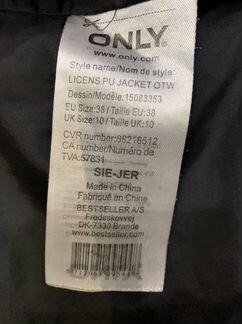 ONLY
www.only.com
Style name/Nom de style:
LICENS PU JACKET OTW
Dessin/Modèle:15083353
EU Size:38 / Taille EU:38
UK Size:10 / Taille UK:10
CVR number:88216512
CA number/Numéro de
TVA:57831
SIE-JER
Made in China
Fabriqué en Chine
BESTSELLER A/S
Fredskovvej
DK-7330 Brande
www.bestseller.com